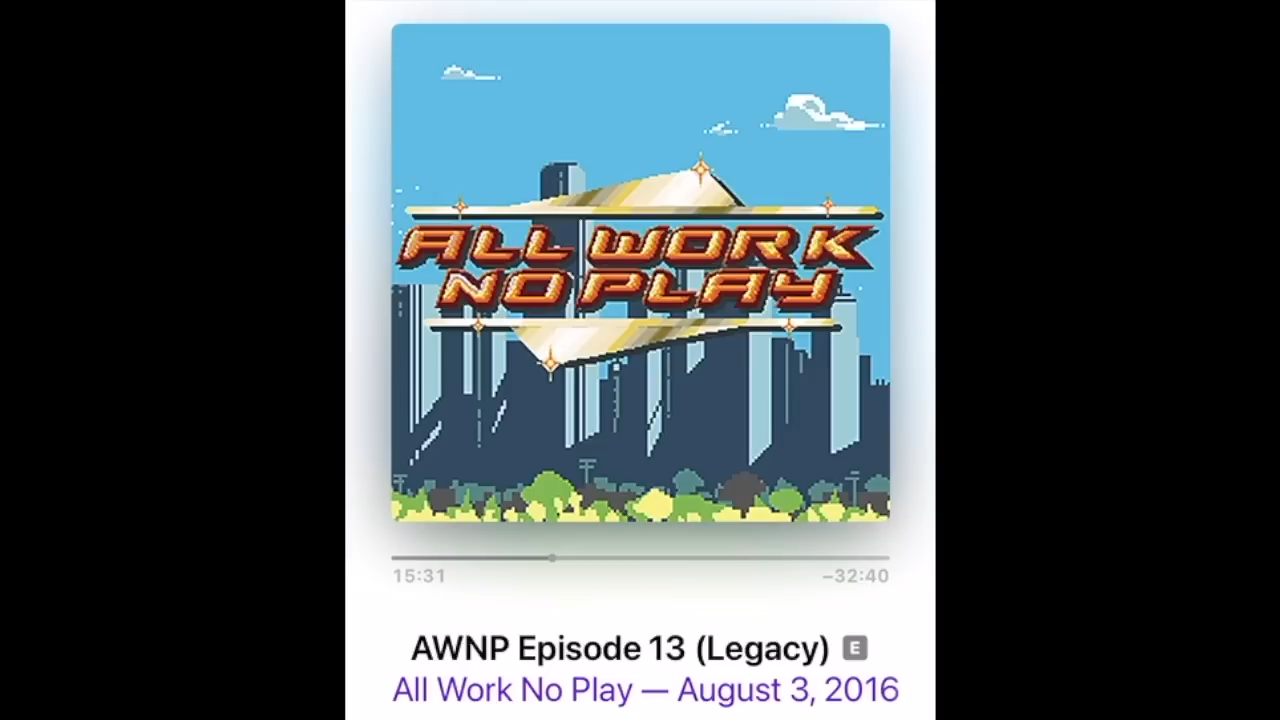 ALL WORK
NO PLAY
15:31
–32:40
AWNP Episode 13 (Legacy) E
All Work No Play — August 3, 2016